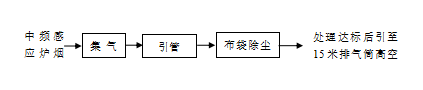 中频感
应炉烟
集气
引管
布袋除尘
处理达标后引至
15米排气筒高空